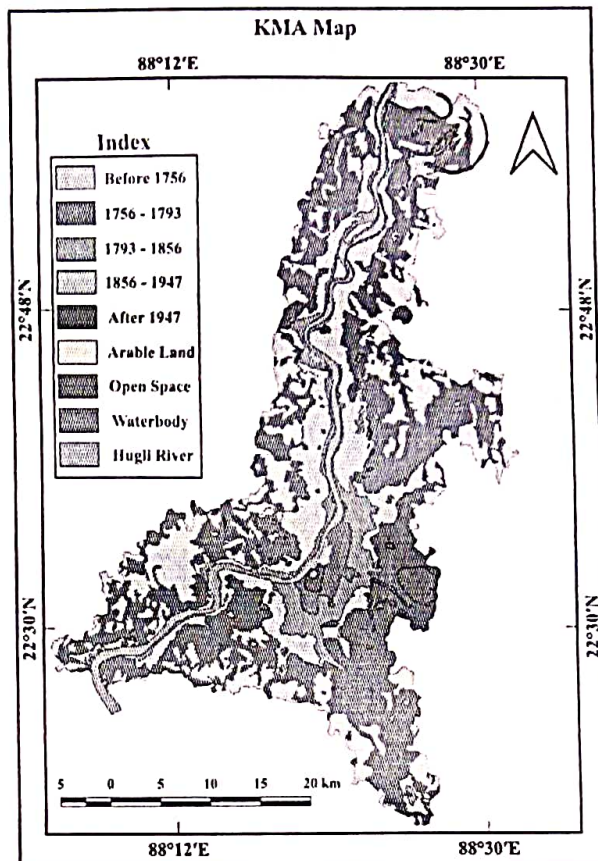 KMA Map
88°12'E 88°30'E
Index
Before 1756
1756 - 1793
1793 - 1856
1856 - 1947
After 1947
Arable Land
Open Space
Waterbody
Hugli River
22°48'N 22°48'N
22°30'N 22°30'N
5 0 5 10 15 20 km
88°12'E 88°30'E